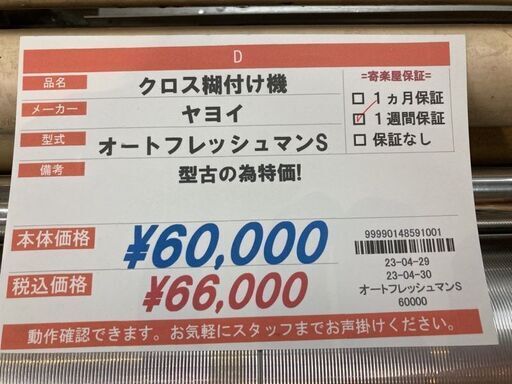 D
品名 クロス糊付け機
メーカー ヤヨイ
型式 オートフレッシュマンS
備考 型古の為特価!
=寄楽屋保証=
□ 1ヵ月保証
☑ 1週間保証
□ 保証なし
本体価格 ¥60,000
税込価格 ¥66,000
99990148591001
23-04-29
23-04-30
オートフレッシュマンS
60000
動作確認できます。お気軽にスタッフまでお声掛けください。